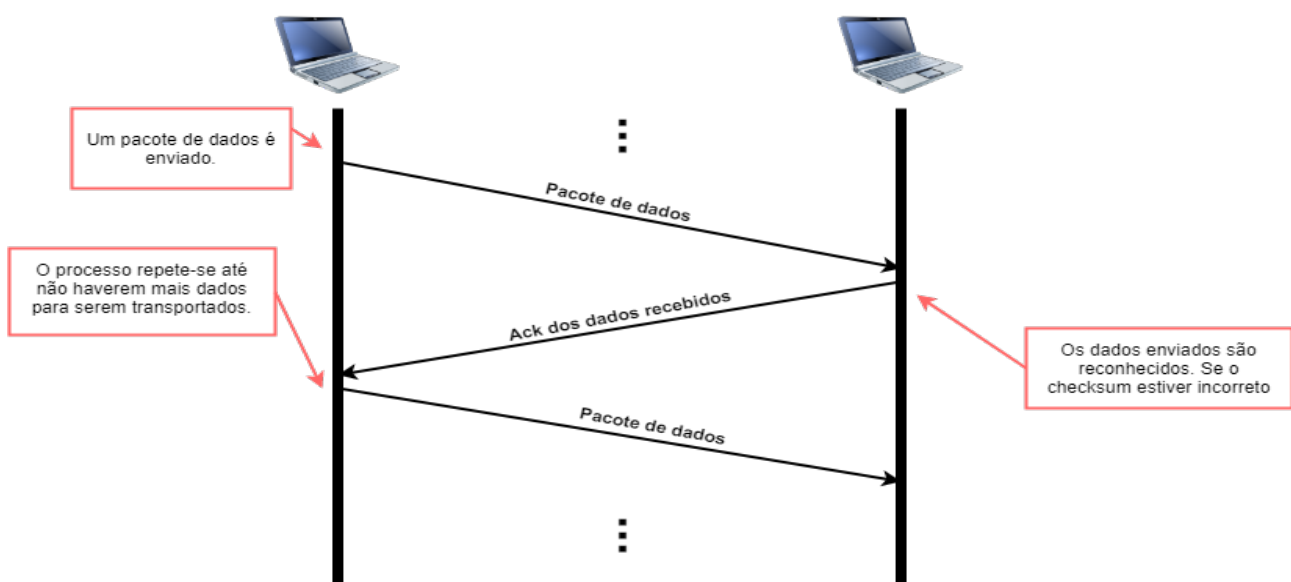 Um pacote de dados é
enviado.
Pacote de dados
O processo repete-se até
não haverem mais dados
para serem transportados.
Ack dos dados recebidos
Os dados enviados são
reconhecidos. Se o
checksum estiver incorreto
Pacote de dados